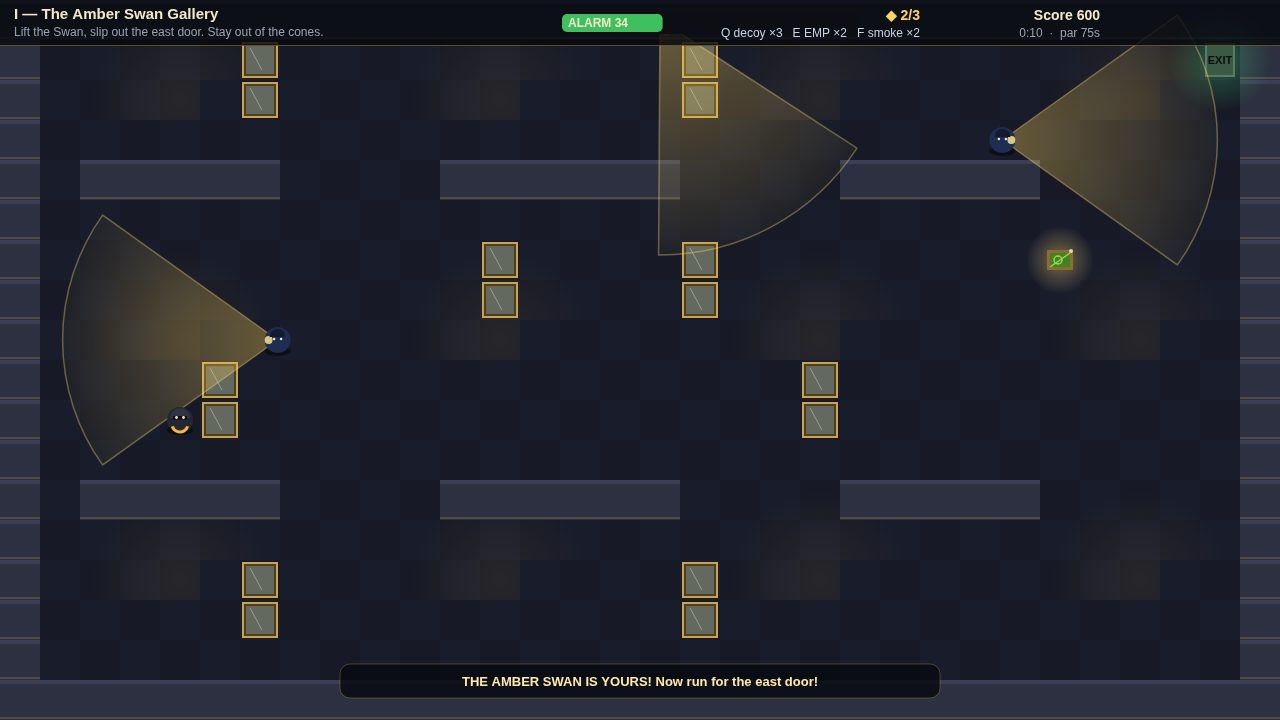 I — The Amber Swan Gallery
Lift the Swan, slip out the east door. Stay out of the cones.
ALARM 34
◆ 2/3
Q decoy ×3 E EMP ×2 F smoke ×2
Score 600
0:10 · par 75s
EXIT
THE AMBER SWAN IS YOURS! Now run for the east door!